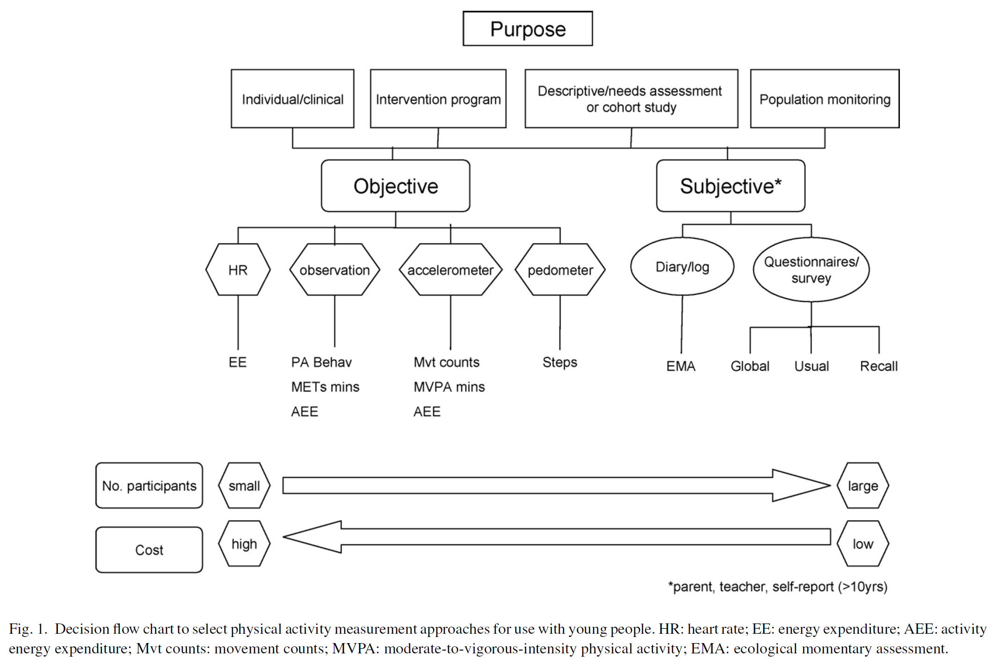 Purpose
Individual/clinical
Intervention program
Descriptive/needs assessment
or cohort study
Population monitoring
Objective
Subjective*
HR
observation
accelerometer
pedometer
Diary/log
Questionnaires/
survey
EE
PA Behav
METs mins
AEE
Mvt counts
MVPA mins
AEE
Steps
EMA
Global
Usual
Recall
No. participants
small
large
Cost
high
low
*parent, teacher, self-report (>10yrs)
Fig. 1. Decision flow chart to select physical activity measurement approaches for use with young people. HR: heart rate; EE: energy expenditure; AEE: activity
energy expenditure; Mvt counts: movement counts; MVPA: moderate-to-vigorous-intensity physical activity; EMA: ecological momentary assessment.